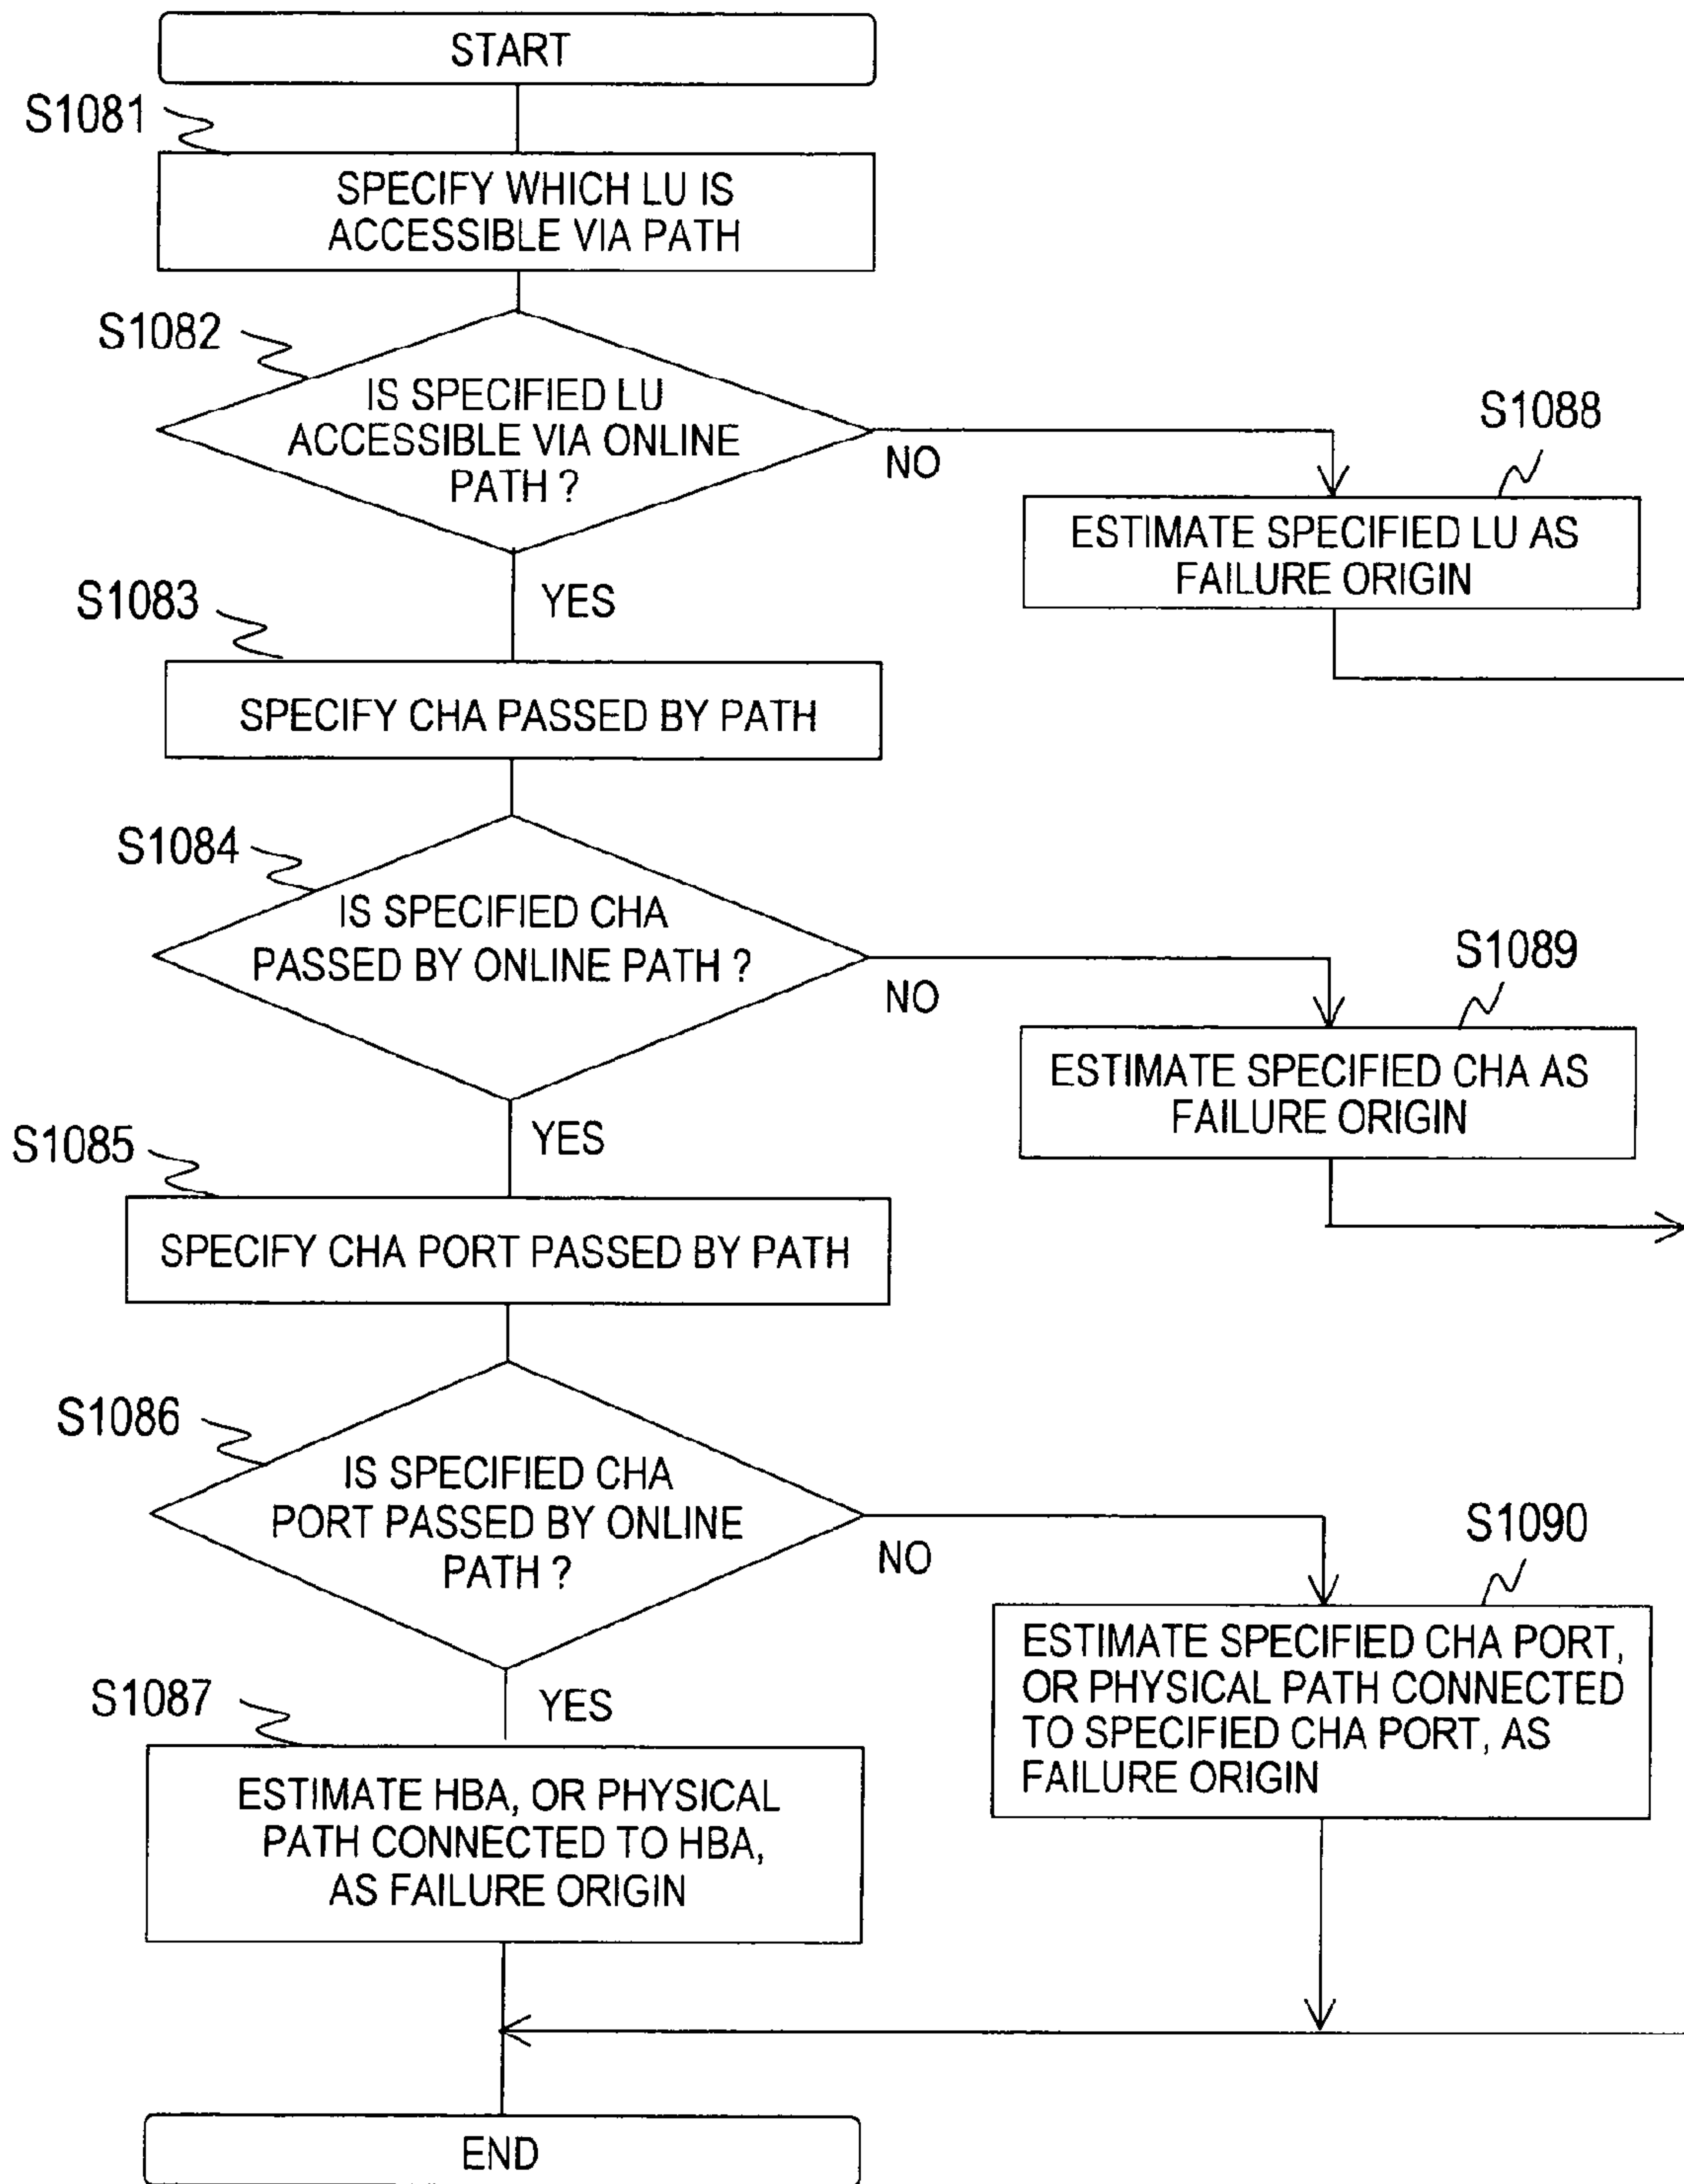 START
S1081
SPECIFY WHICH LU IS
ACCESSIBLE VIA PATH
S1082
IS SPECIFIED LU
ACCESSIBLE VIA ONLINE
PATH ?
NO
S1088
ESTIMATE SPECIFIED LU AS
FAILURE ORIGIN
YES
S1083
SPECIFY CHA PASSED BY PATH
S1084
IS SPECIFIED CHA
PASSED BY ONLINE PATH ?
NO
S1089
ESTIMATE SPECIFIED CHA AS
FAILURE ORIGIN
YES
S1085
SPECIFY CHA PORT PASSED BY PATH
S1086
IS SPECIFIED CHA
PORT PASSED BY ONLINE
PATH ?
NO
S1090
ESTIMATE SPECIFIED CHA PORT,
OR PHYSICAL PATH CONNECTED
TO SPECIFIED CHA PORT, AS
FAILURE ORIGIN
YES
S1087
ESTIMATE HBA, OR PHYSICAL
PATH CONNECTED TO HBA,
AS FAILURE ORIGIN
END